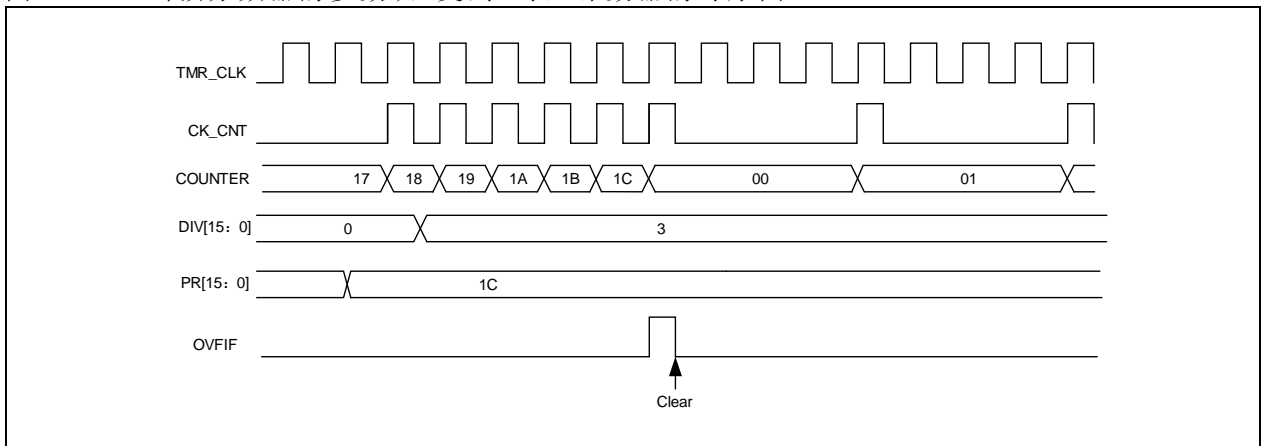 TMR_CLK
CK_CNT
COUNTER 17 18 19 1A 1B 1C 00 01
DIV[15：0] 0 3
PR[15：0] 1C
OVFIF
Clear